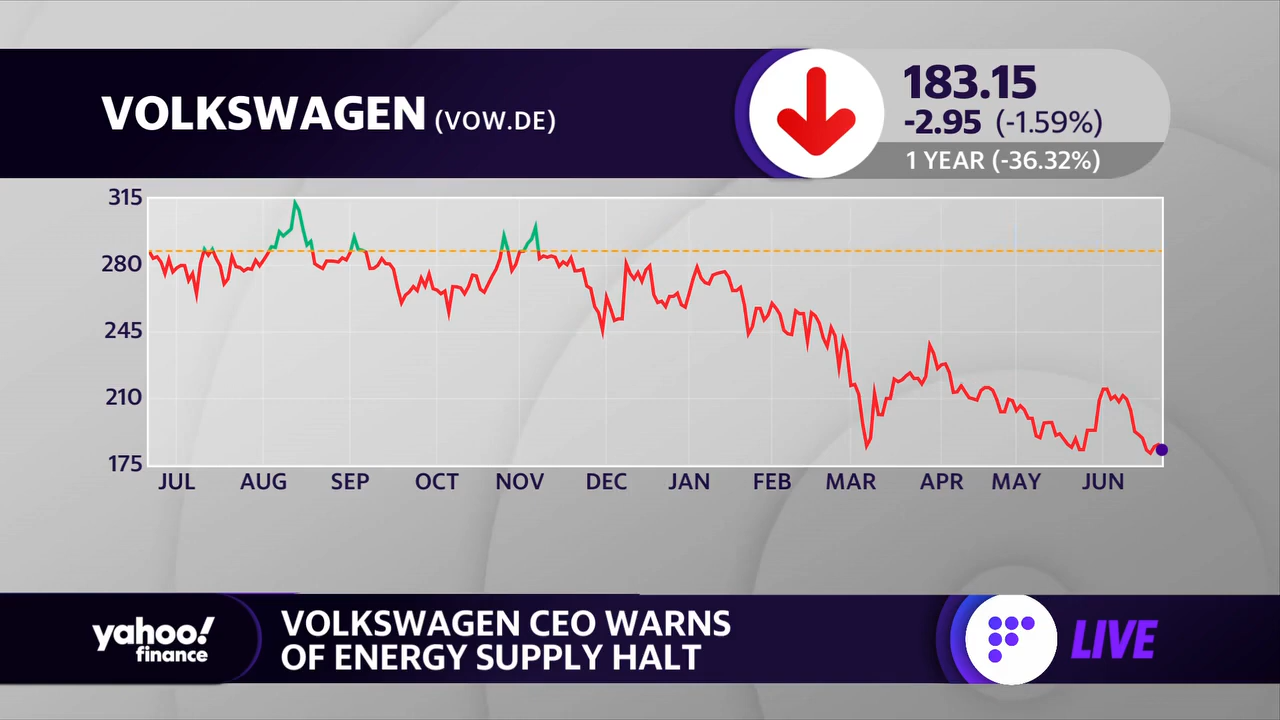 VOLKSWAGEN (VOW.DE)
183.15
-2.95 (-1.59%)
1 YEAR (-36.32%)
315
280
245
210
175
JUL AUG SEP OCT NOV DEC JAN FEB MAR APR MAY JUN
yahoo!
finance
VOLKSWAGEN CEO WARNS
OF ENERGY SUPPLY HALT
LIVE